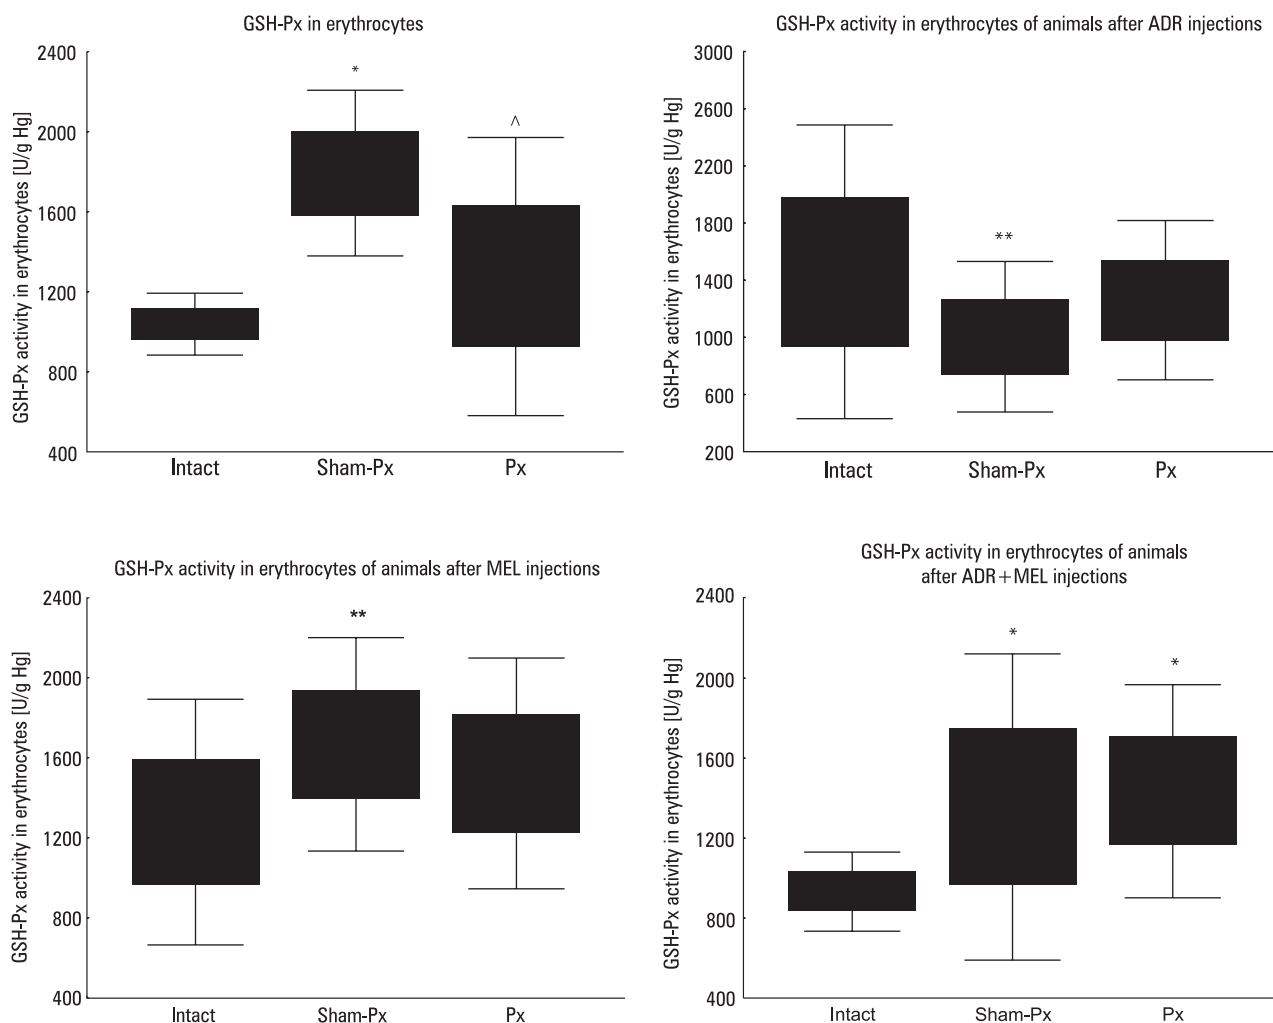 GSH-Px in erythrocytes
GSH-Px activity in erythrocytes [U/g Hg]
2400
2000
1600
1200
800
400
*
^
Intact Sham-Px Px
GSH-Px activity in erythrocytes of animals after ADR injections
GSH-Px activity in erythrocytes [U/g Hg]
3000
2600
2200
1800
1400
1000
600
200
**
Intact Sham-Px Px
GSH-Px activity in erythrocytes of animals after MEL injections
GSH-Px activity in erythrocytes [U/g Hg]
2400
2000
1600
1200
800
400
**
Intact Sham-Px Px
GSH-Px activity in erythrocytes of animals
after ADR+MEL injections
GSH-Px activity in erythrocytes [U/g Hg]
2400
2000
1600
1200
800
400
*
*
Intact Sham-Px Px